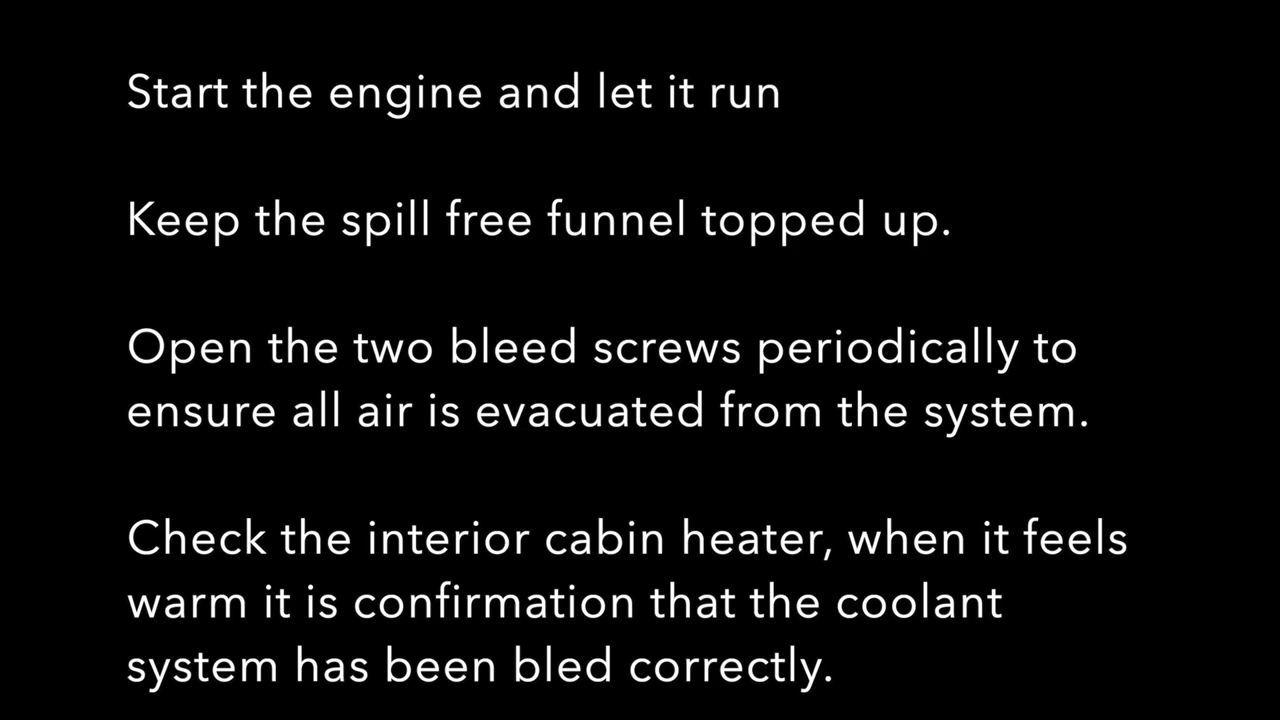 Start the engine and let it run
Keep the spill free funnel topped up.
Open the two bleed screws periodically to
ensure all air is evacuated from the system.
Check the interior cabin heater, when it feels
warm it is confirmation that the coolant
system has been bled correctly.